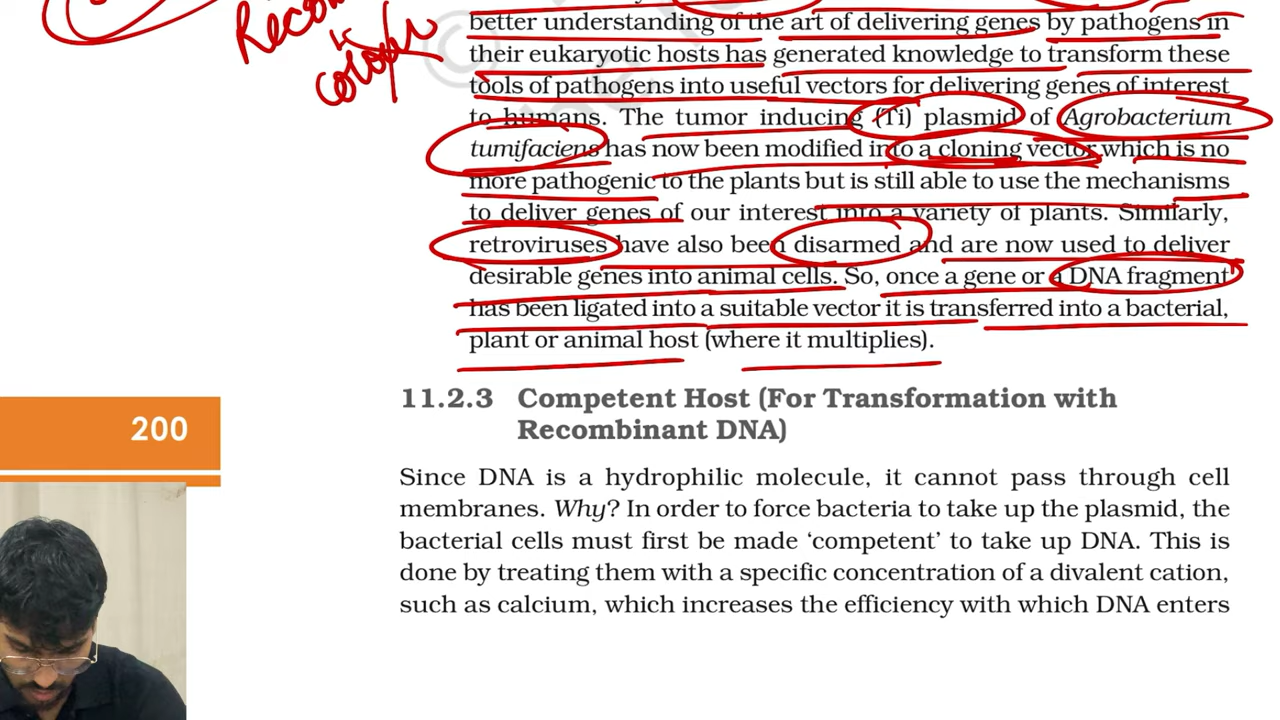 better understanding of the art of delivering genes by pathogens in
their eukaryotic hosts has generated knowledge to transform these
tools of pathogens into useful vectors for delivering genes of interest
to humans. The tumor inducing (Ti) plasmid of Agrobacterium
tumifaciens has now been modified into a cloning vector which is no
more pathogenic to the plants but is still able to use the mechanisms
to deliver genes of our interest into a variety of plants. Similarly,
retroviruses have also been disarmed and are now used to deliver
desirable genes into animal cells. So, once a gene or a DNA fragment
has been ligated into a suitable vector it is transferred into a bacterial,
plant or animal host (where it multiplies).
11.2.3 Competent Host (For Transformation with
Recombinant DNA)
200
Since DNA is a hydrophilic molecule, it cannot pass through cell
membranes. Why? In order to force bacteria to take up the plasmid, the
bacterial cells must first be made ‘competent’ to take up DNA. This is
done by treating them with a specific concentration of a divalent cation,
such as calcium, which increases the efficiency with which DNA enters